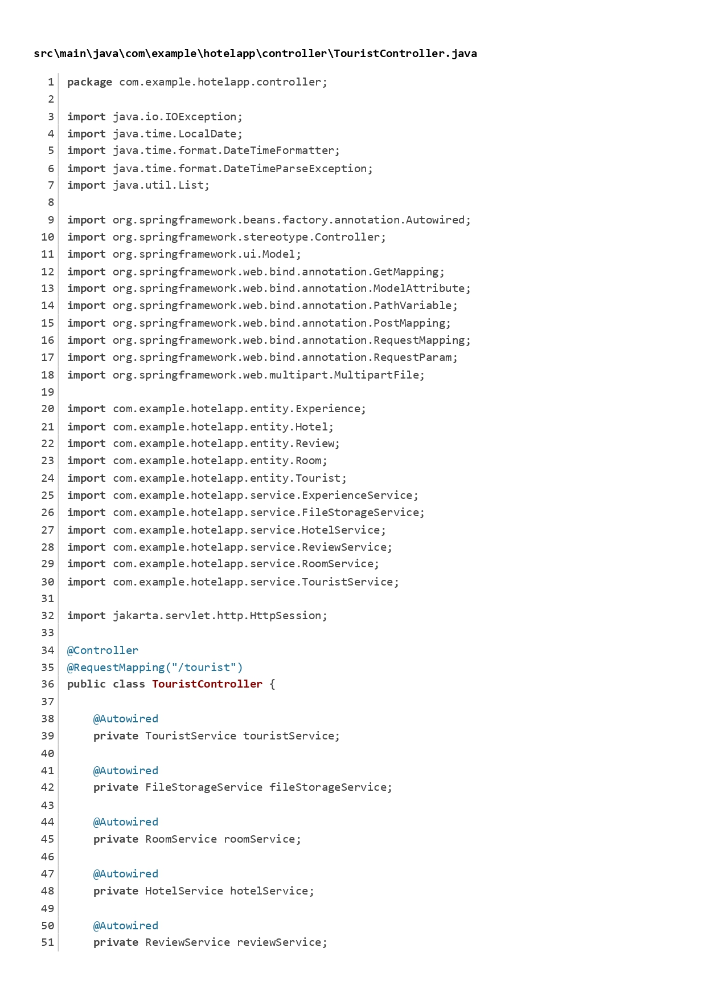 src\main\java\com\example\hotelapp\controller\TouristController.java
1 package com.example.hotelapp.controller;
2
3 import java.io.IOException;
4 import java.time.LocalDate;
5 import java.time.format.DateTimeFormatter;
6 import java.time.format.DateTimeParseException;
7 import java.util.List;
8
9 import org.springframework.beans.factory.annotation.Autowired;
10 import org.springframework.stereotype.Controller;
11 import org.springframework.ui.Model;
12 import org.springframework.web.bind.annotation.GetMapping;
13 import org.springframework.web.bind.annotation.ModelAttribute;
14 import org.springframework.web.bind.annotation.PathVariable;
15 import org.springframework.web.bind.annotation.PostMapping;
16 import org.springframework.web.bind.annotation.RequestMapping;
17 import org.springframework.web.bind.annotation.RequestParam;
18 import org.springframework.web.multipart.MultipartFile;
19
20 import com.example.hotelapp.entity.Experience;
21 import com.example.hotelapp.entity.Hotel;
22 import com.example.hotelapp.entity.Review;
23 import com.example.hotelapp.entity.Room;
24 import com.example.hotelapp.entity.Tourist;
25 import com.example.hotelapp.service.ExperienceService;
26 import com.example.hotelapp.service.FileStorageService;
27 import com.example.hotelapp.service.HotelService;
28 import com.example.hotelapp.service.ReviewService;
29 import com.example.hotelapp.service.RoomService;
30 import com.example.hotelapp.service.TouristService;
31
32 import jakarta.servlet.http.HttpSession;
33
34 @Controller
35 @RequestMapping("/tourist")
36 public class TouristController {
37
38     @Autowired
39     private TouristService touristService;
40
41     @Autowired
42     private FileStorageService fileStorageService;
43
44     @Autowired
45     private RoomService roomService;
46
47     @Autowired
48     private HotelService hotelService;
49
50     @Autowired
51     private ReviewService reviewService;